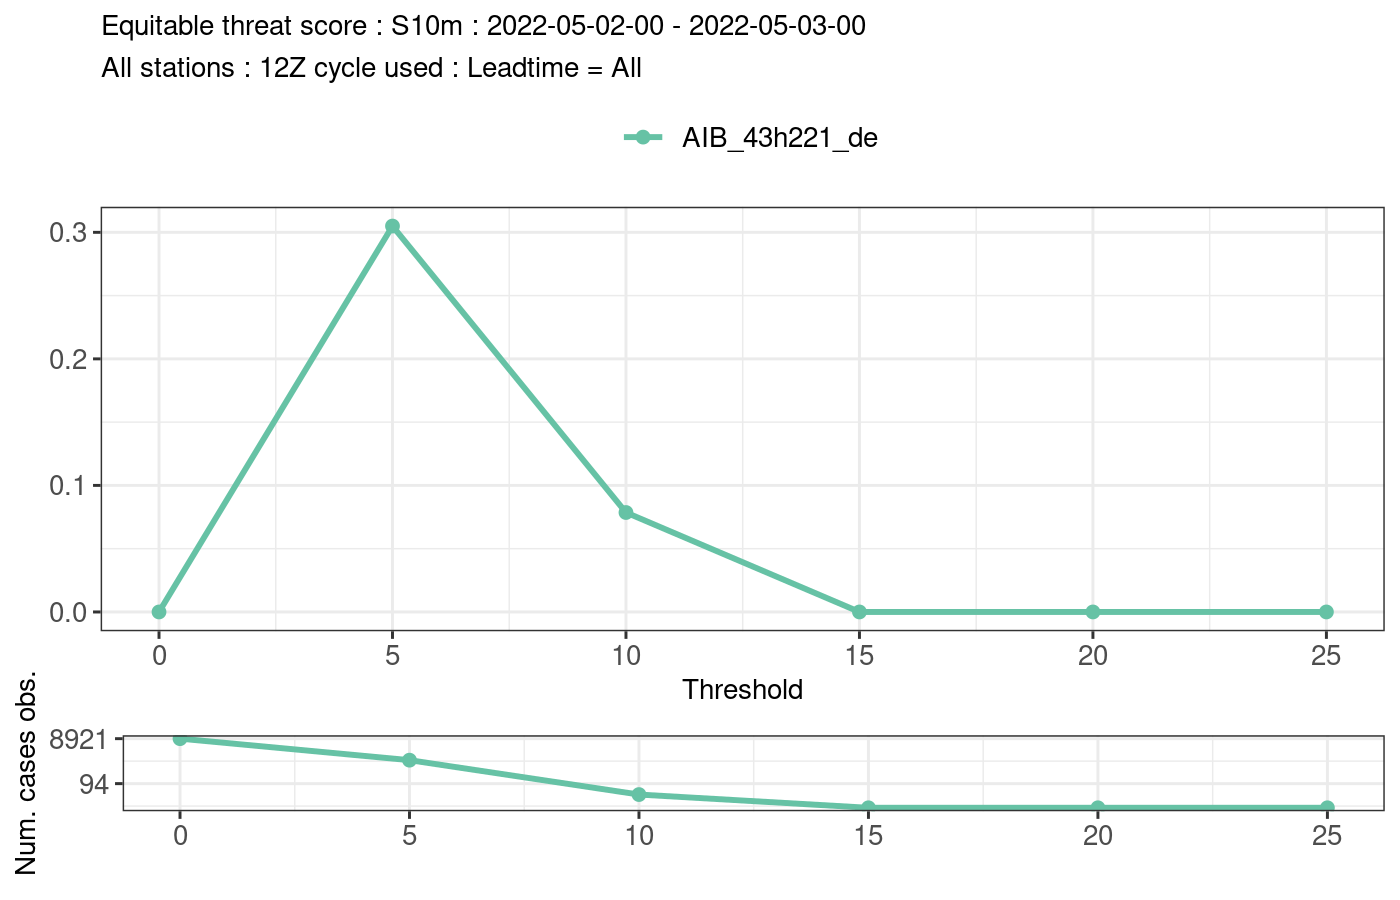 Equitable threat score : S10m : 2022-05-02-00 - 2022-05-03-00
All stations : 12Z cycle used : Leadtime = All
AIB_43h221_de
0.3
0.2
0.1
0.0
0 5 10 15 20 25
Threshold
Num. cases obs.
8921
94
0 5 10 15 20 25